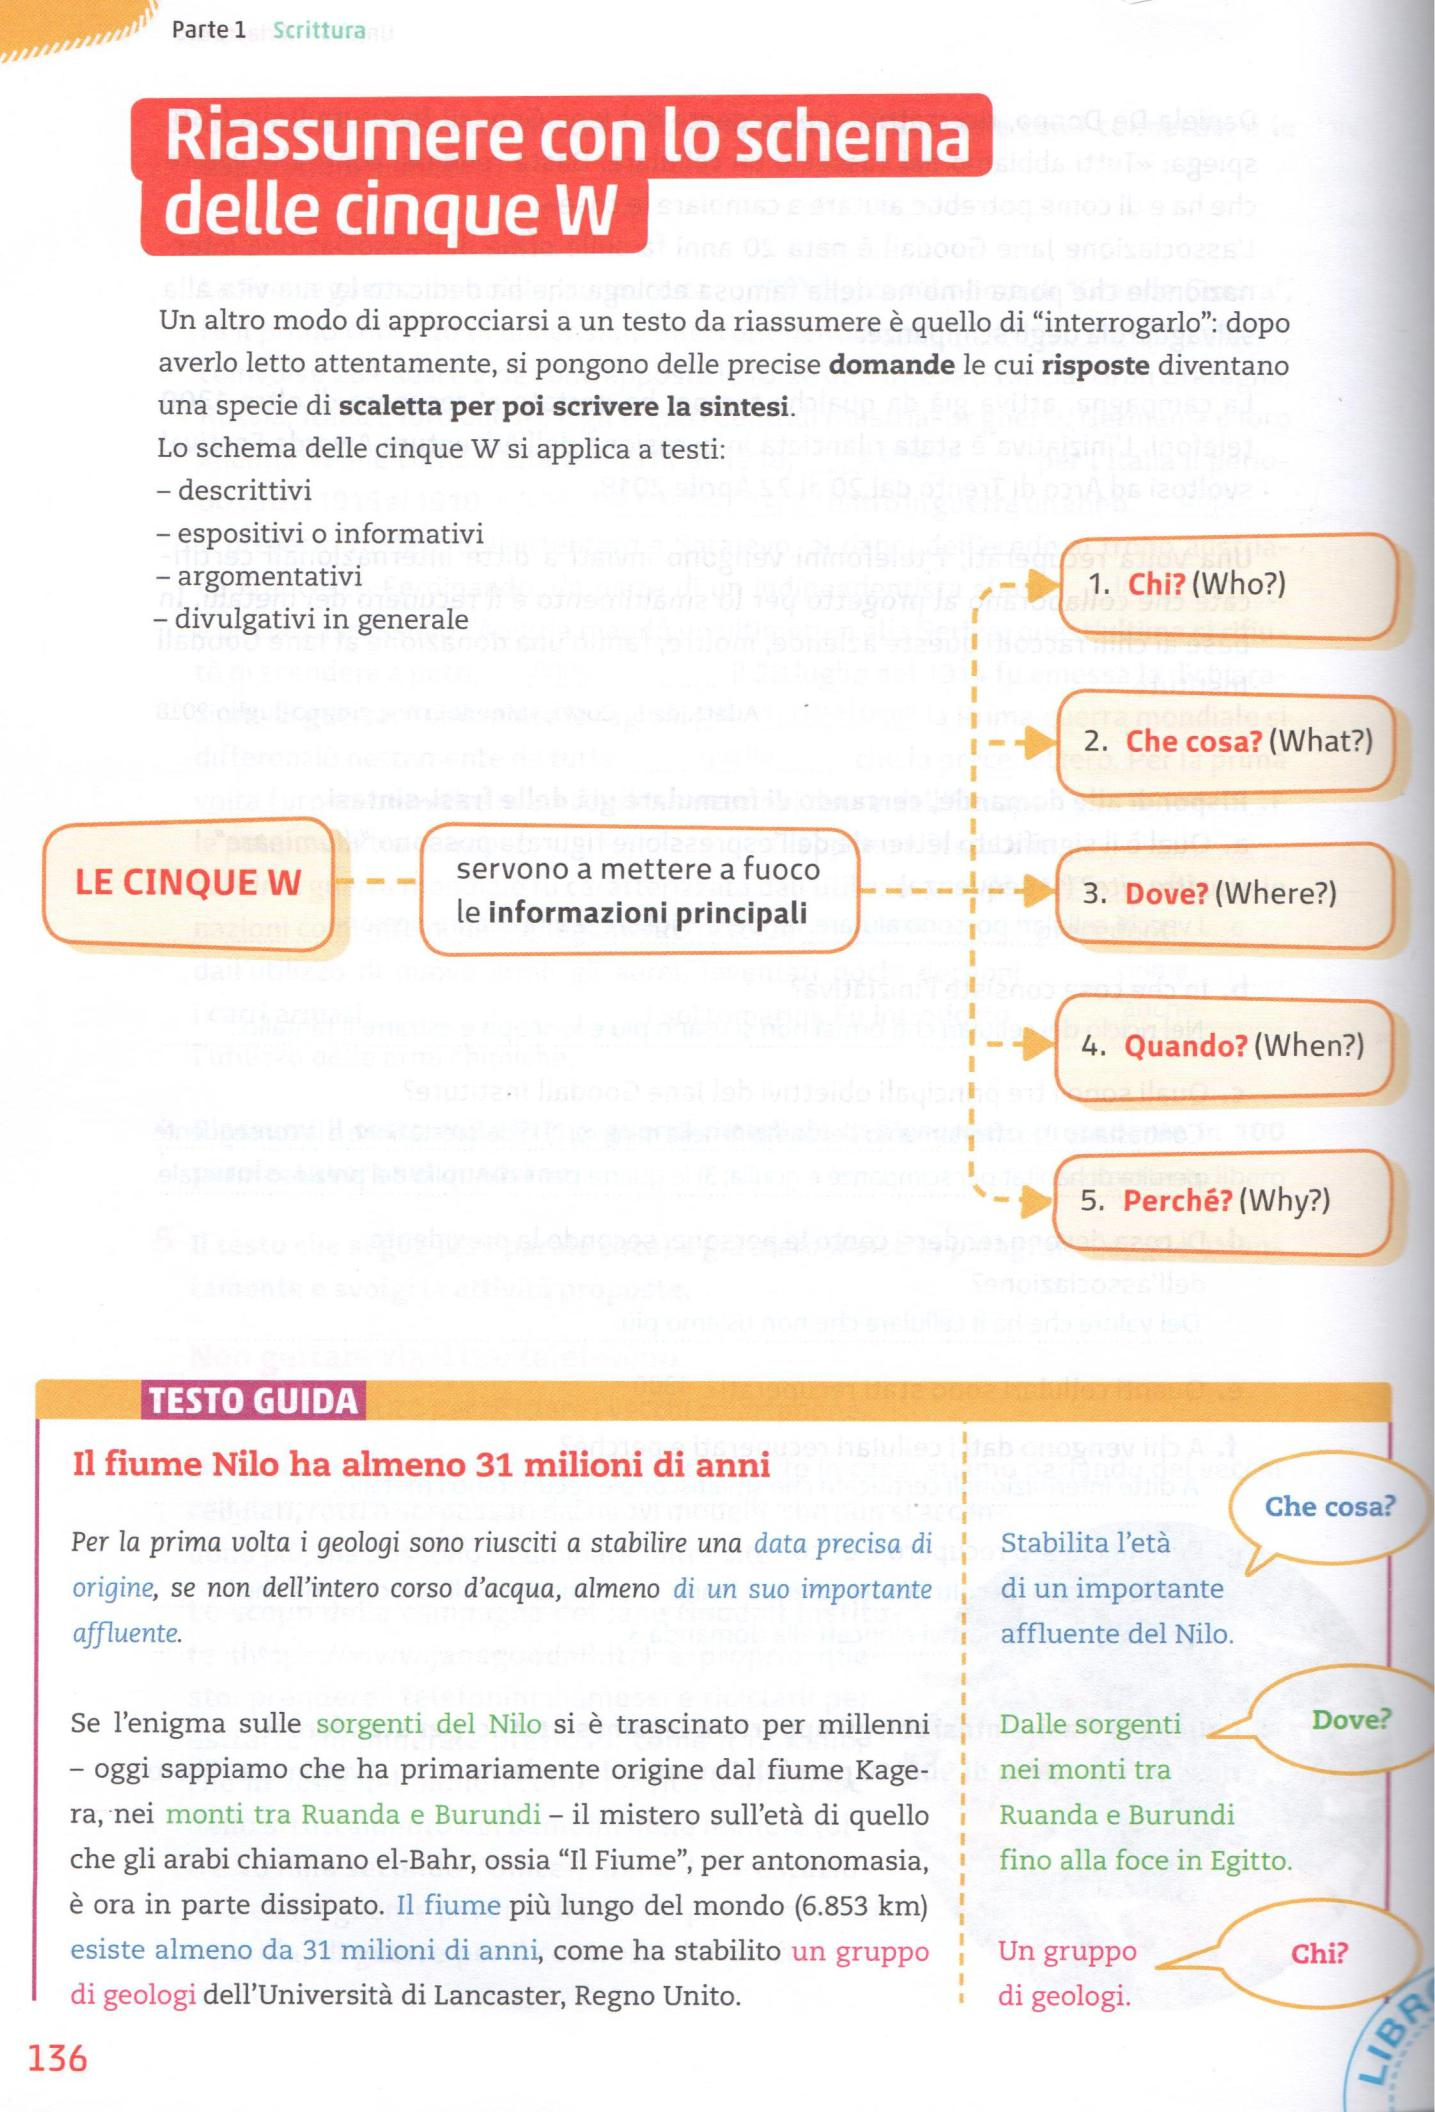 Parte 1 Scrittura
Riassumere con lo schema
delle cinque W
Un altro modo di approcciarsi a un testo da riassumere è quello di “interrogarlo”: dopo
averlo letto attentamente, si pongono delle precise domande le cui risposte diventano
una specie di scaletta per poi scrivere la sintesi.
Lo schema delle cinque W si applica a testi:
– descrittivi
– espositivi o informativi
– argomentativi
– divulgativi in generale
LE CINQUE W
servono a mettere a fuoco
le informazioni principali
1. Chi? (Who?)
2. Che cosa? (What?)
3. Dove? (Where?)
4. Quando? (When?)
5. Perché? (Why?)
TESTO GUIDA
Il fiume Nilo ha almeno 31 milioni di anni
Per la prima volta i geologi sono riusciti a stabilire una data precisa di
origine, se non dell’intero corso d’acqua, almeno di un suo importante
affluente.
Se l’enigma sulle sorgenti del Nilo si è trascinato per millenni
– oggi sappiamo che ha primariamente origine dal fiume Kage-
ra, nei monti tra Ruanda e Burundi – il mistero sull’età di quello
che gli arabi chiamano el-Bahr, ossia “Il Fiume”, per antonomasia,
è ora in parte dissipato. Il fiume più lungo del mondo (6.853 km)
esiste almeno da 31 milioni di anni, come ha stabilito un gruppo
di geologi dell’Università di Lancaster, Regno Unito.
Che cosa?
Stabilita l’età
di un importante
affluente del Nilo.
Dove?
Dalle sorgenti
nei monti tra
Ruanda e Burundi
fino alla foce in Egitto.
Chi?
Un gruppo
di geologi.
136